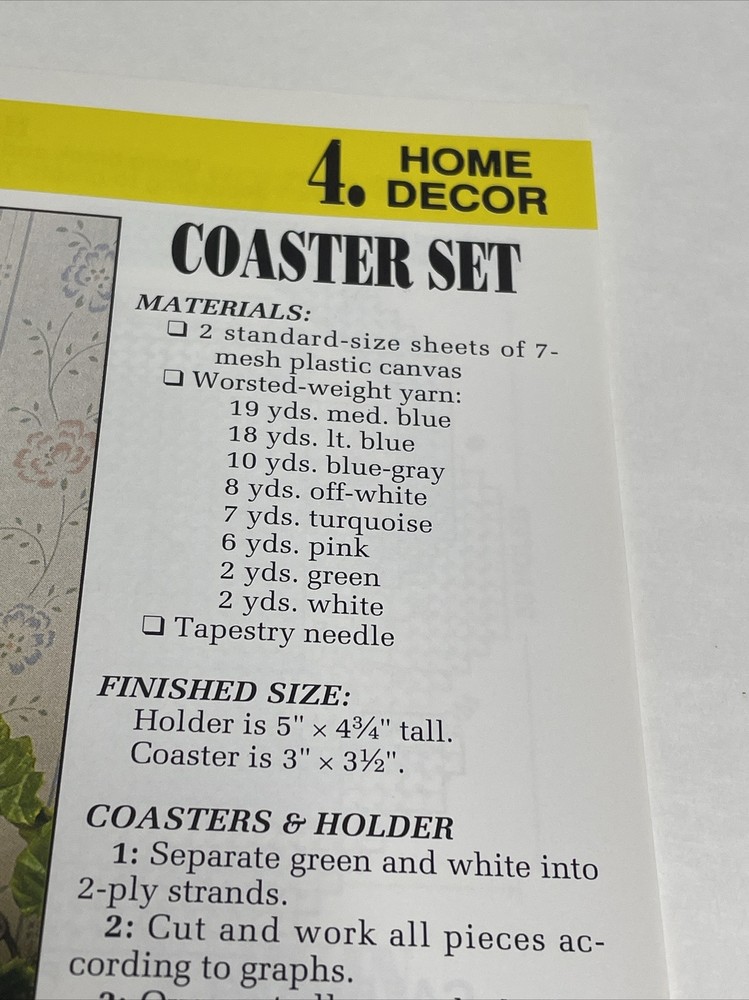 4. HOME
DECOR
COASTER SET
MATERIALS:
❏ 2 standard-size sheets of 7-
mesh plastic canvas
❏ Worsted-weight yarn:
19 yds. med. blue
18 yds. lt. blue
10 yds. blue-gray
8 yds. off-white
7 yds. turquoise
6 yds. pink
2 yds. green
2 yds. white
❏ Tapestry needle
FINISHED SIZE:
Holder is 5" × 4¾" tall.
Coaster is 3" × 3½".
COASTERS & HOLDER
1: Separate green and white into
2-ply strands.
2: Cut and work all pieces ac-
cording to graphs.